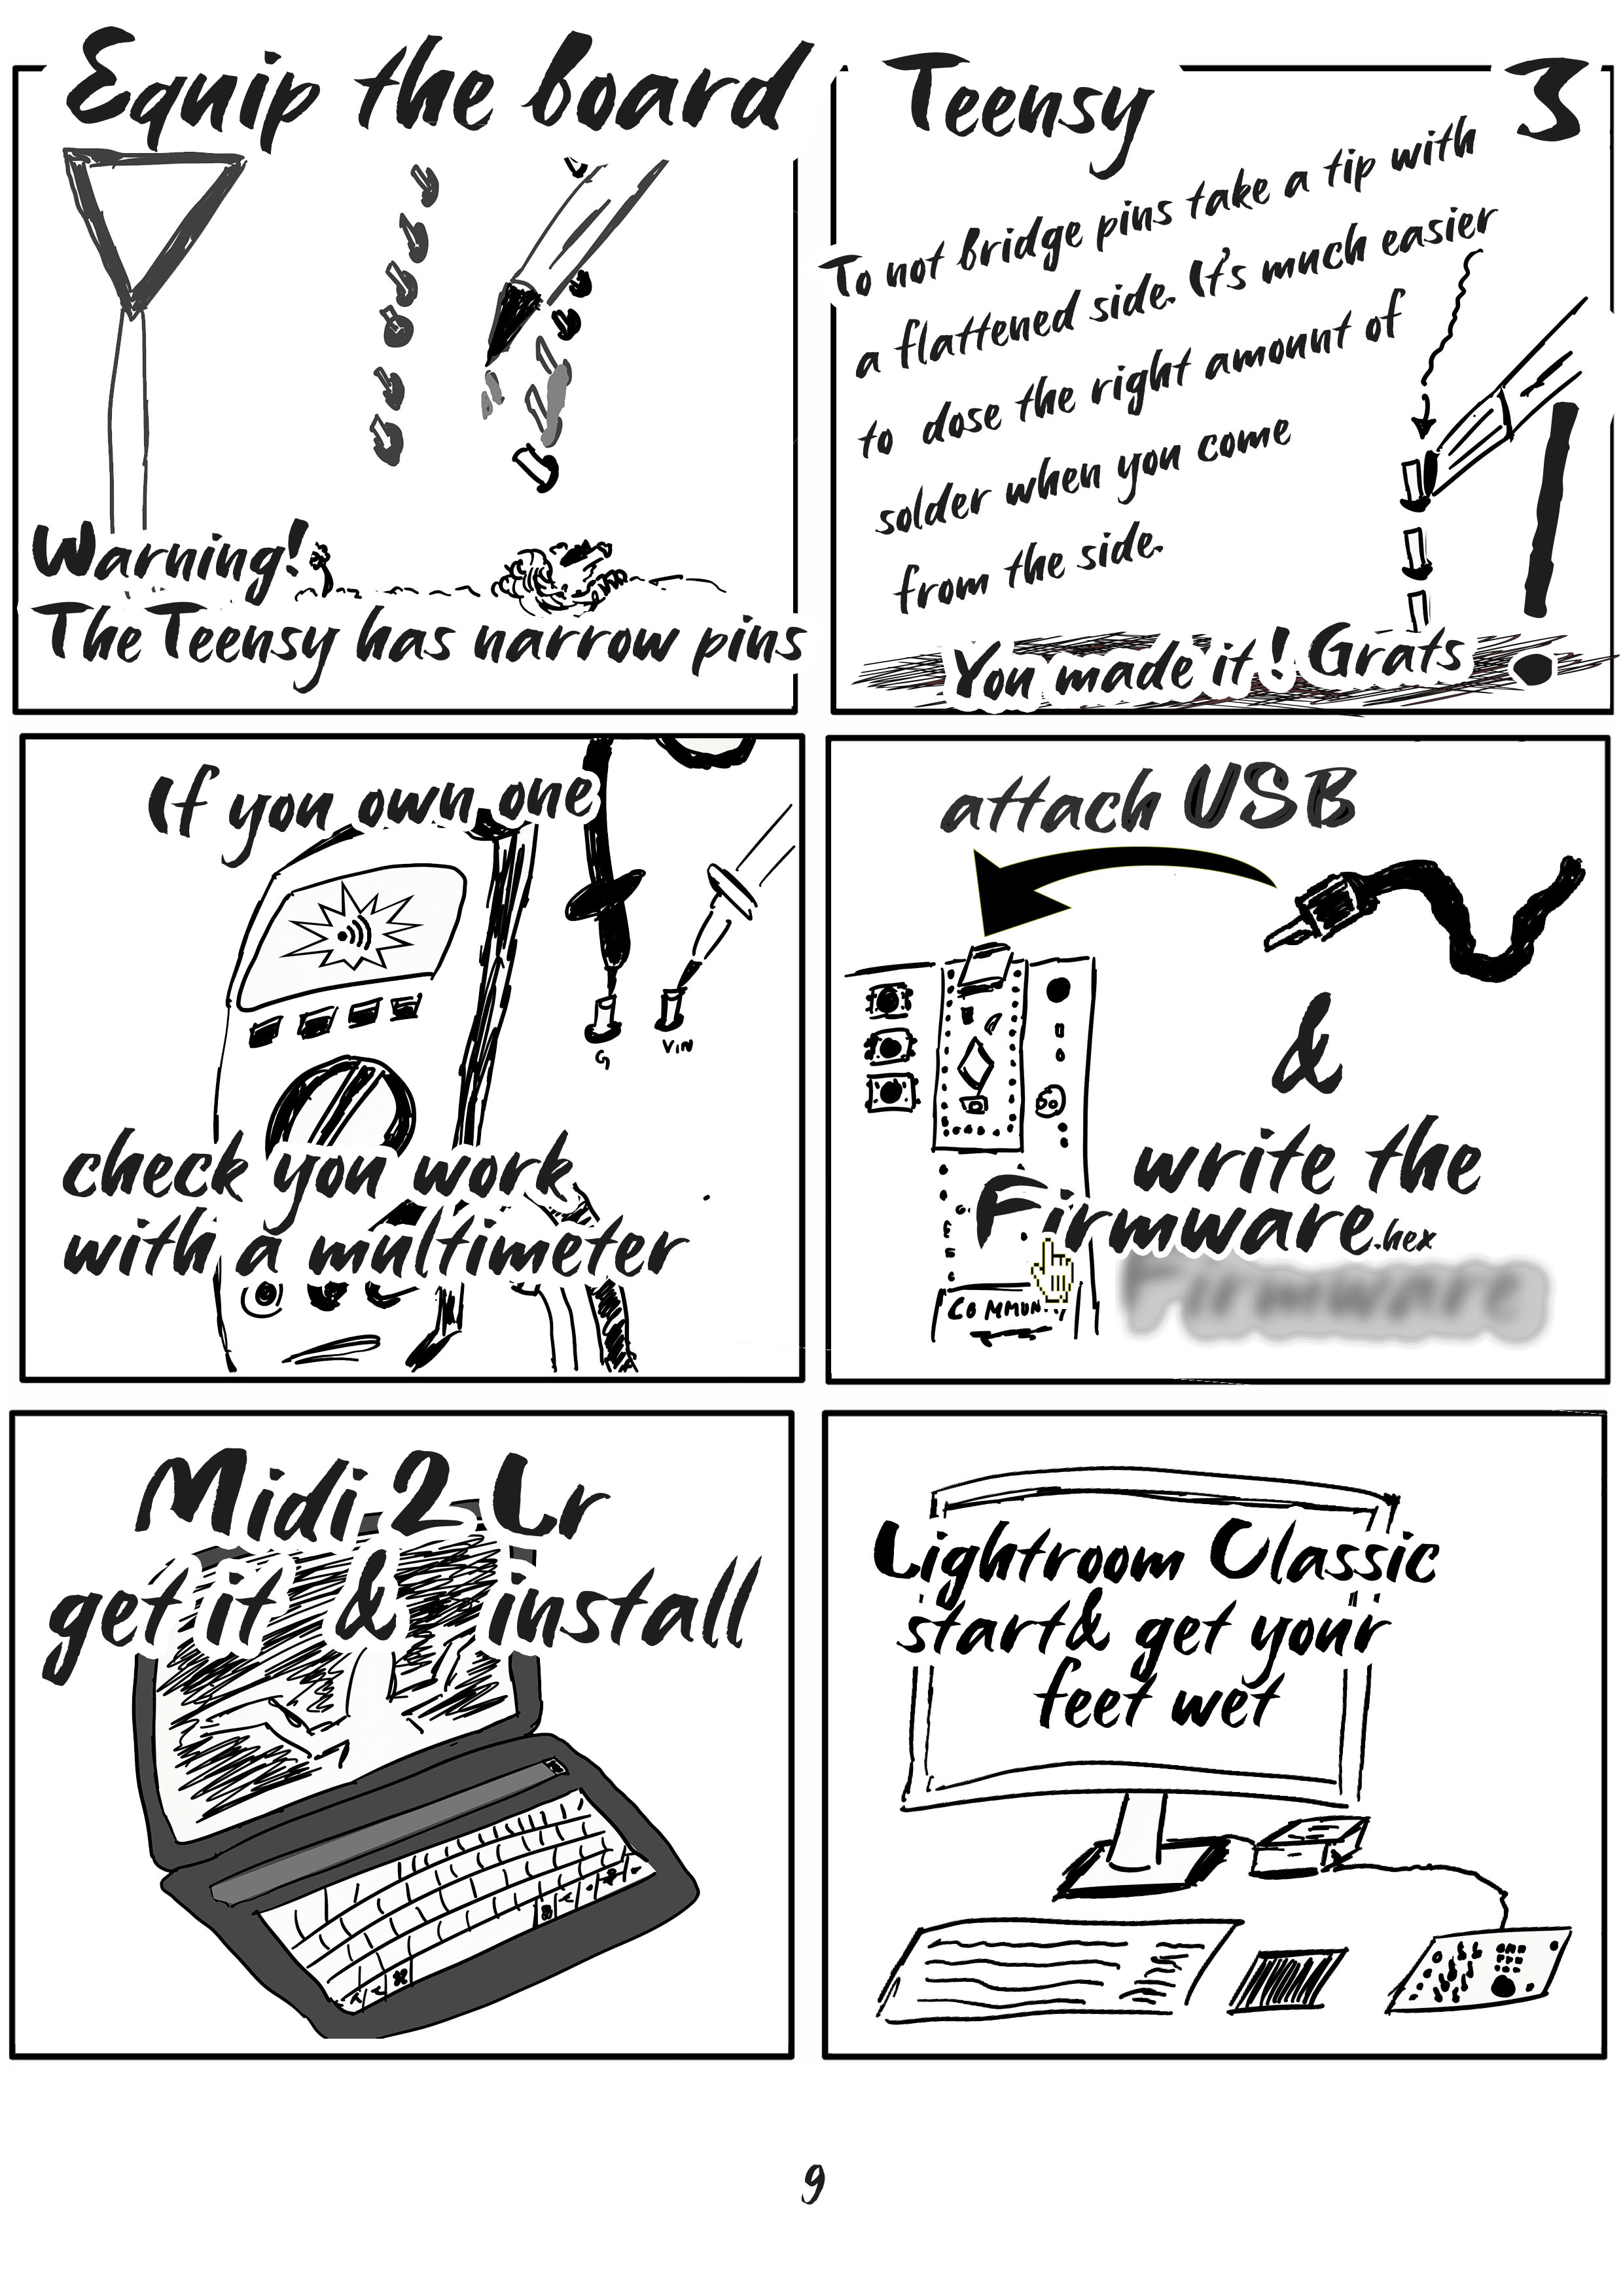 Equip the board
Warning!
The Teensy has narrow pins
Teensy 3
To not bridge pins take a tip with
a flattened side. It's much easier
to dose the right amount of
solder when you come
from the side.
You made it! Grats
If you own one
G VIN
check you work
with a multimeter
attach USB
&
write the
Firmware.hex
Firmware
COMMUN
Midi 2 Lr
get it & install
Lightroom Classic
start& get your
feet wet
9